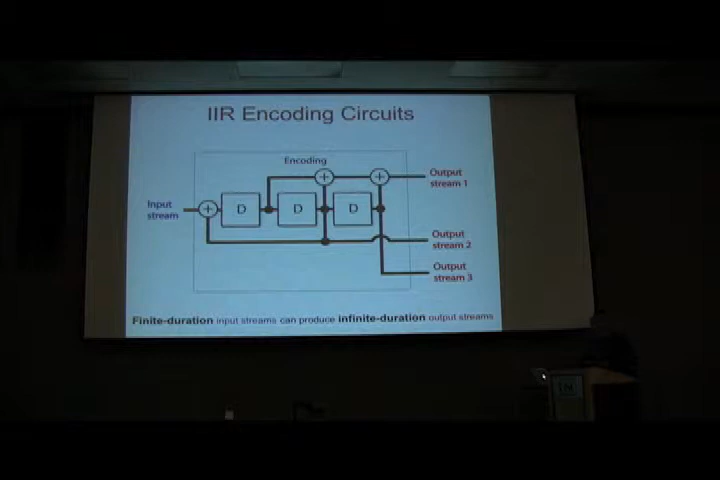 IIR Encoding Circuits
Encoding
+
+
Output
stream 1
Input
stream
+
D
D
D
Output
stream 2
Output
stream 3
Finite-duration input streams can produce infinite-duration output streams